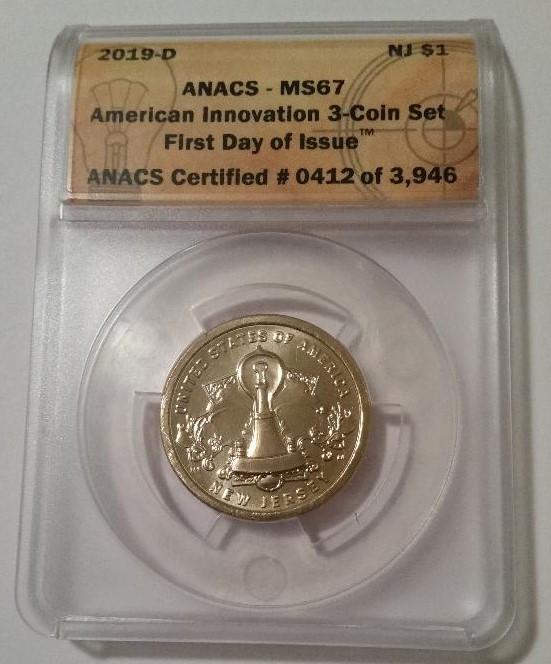 2019-D NJ $1
ANACS - MS67
American Innovation 3-Coin Set
First Day of Issue™
ANACS Certified # 0412 of 3,946
UNITED STATES OF AMERICA
NEW JERSEY